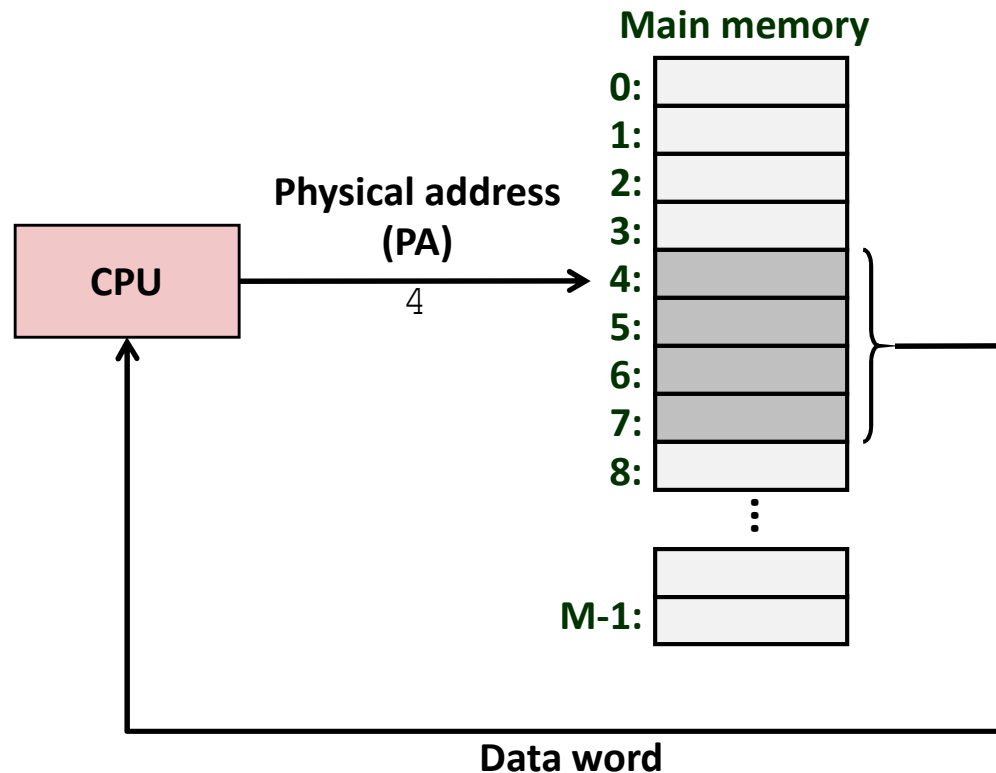 Main memory
0:
1:
2:
Physical address
(PA)
3:
CPU
4
4:
5:
6:
7:
8:
M-1:
Data word